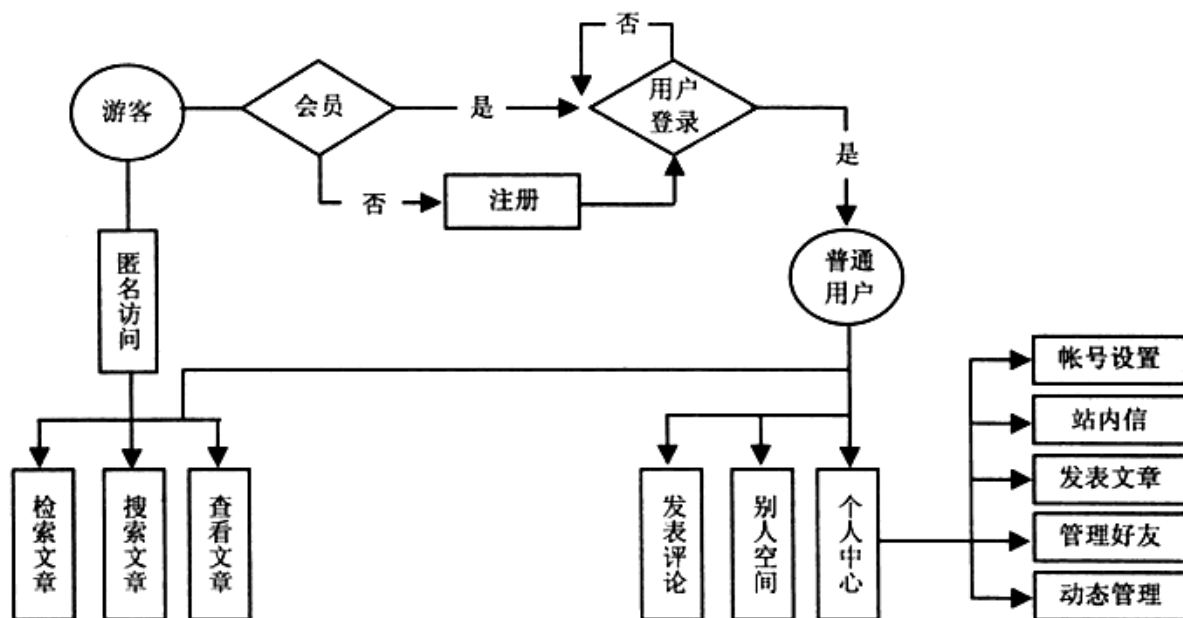 否
游客
会员
是
用户
登录
是
否
注册
匿名访问
普通
用户
帐号设置
站内信
发表文章
管理好友
动态管理
检索文章
搜索文章
查看文章
发表评论
别人空间
个人中心